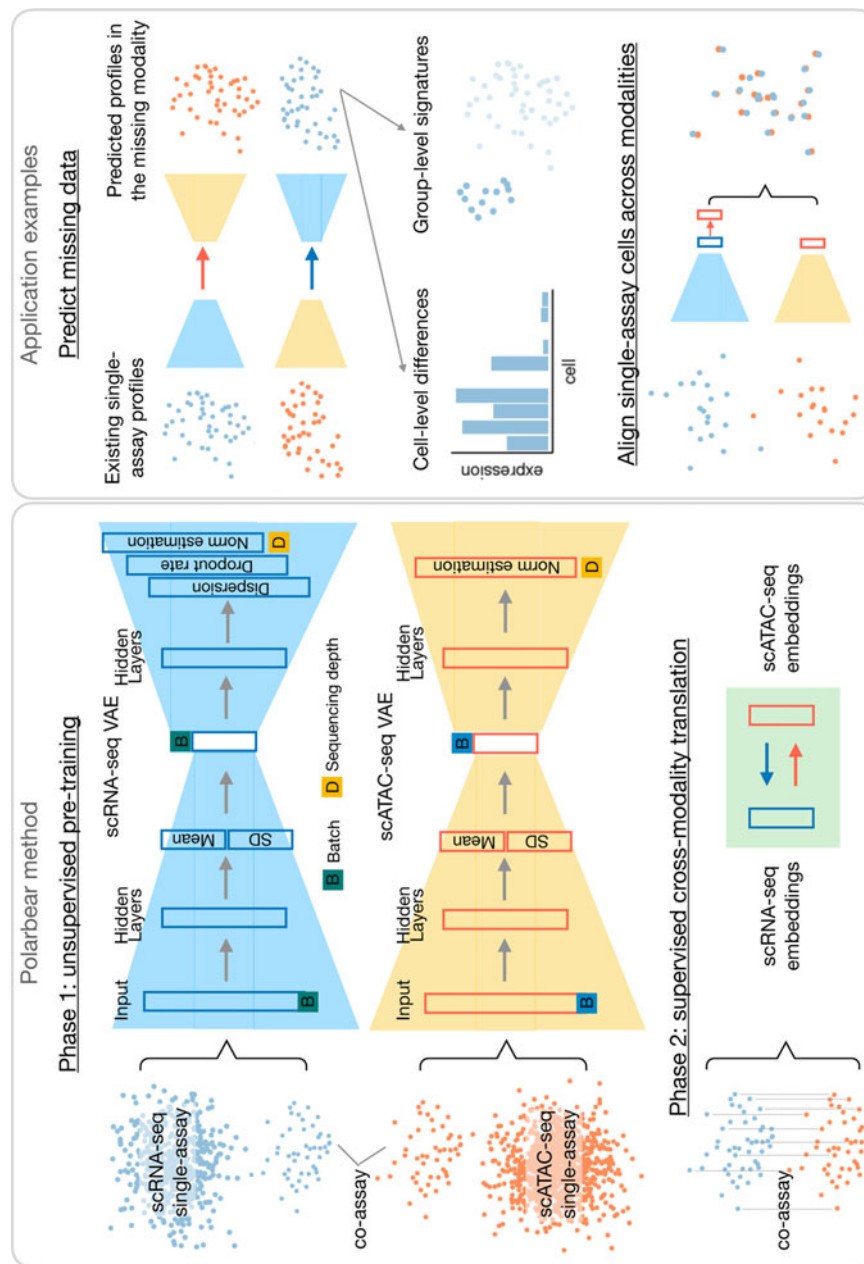 Polarbear method
Phase 1: unsupervised pre-training
scRNA-seq
single-assay
co-assay
scATAC-seq
single-assay
scRNA-seq VAE
Input
B
Hidden
Layers
Mean
SD
B
Hidden
Layers
Dispersion
Dropout rate
Norm estimation
D
B Batch
D Sequencing depth
scATAC-seq VAE
Input
B
Hidden
Layers
Mean
SD
B
Hidden
Layers
Norm estimation
D
Phase 2: supervised cross-modality translation
co-assay
scRNA-seq
embeddings
scATAC-seq
embeddings
Application examples
Predict missing data
Existing single-
assay profiles
Predicted profiles in
the missing modality
Cell-level differences
expression
cell
Group-level signatures
Align single-assay cells across modalities